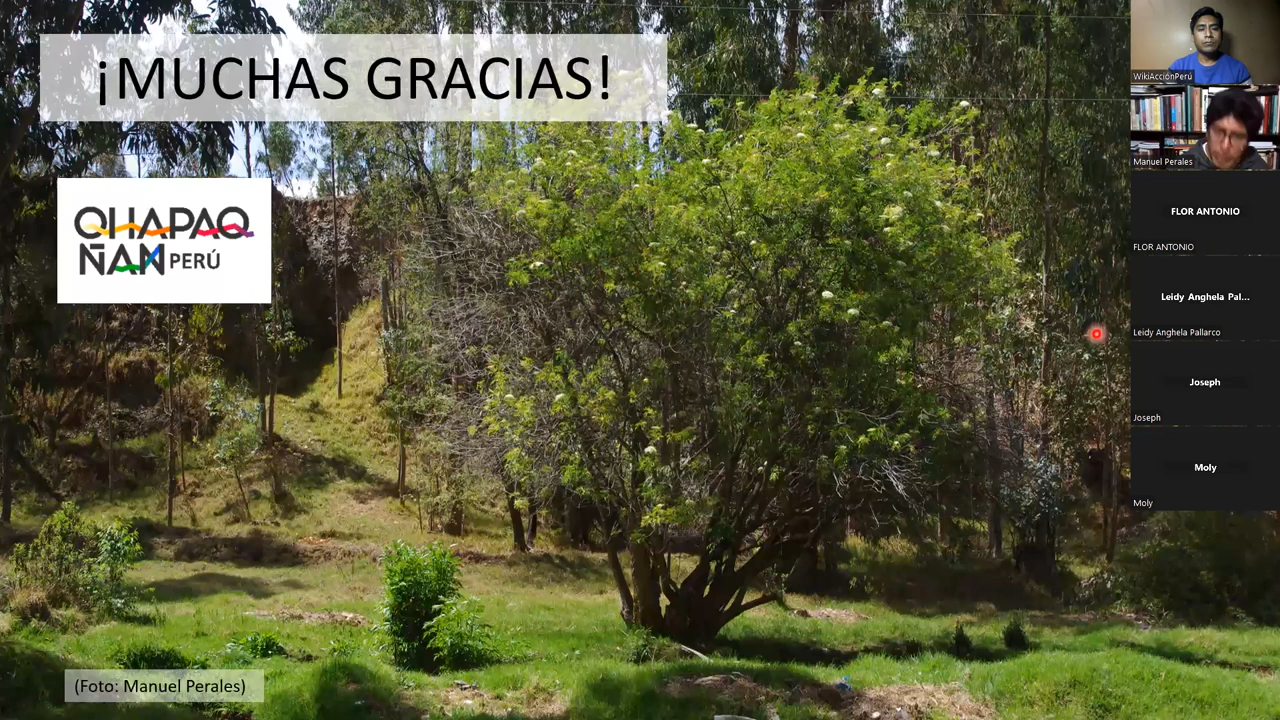 ¡MUCHAS GRACIAS!
QHAPAQ
ÑAN PERÚ
(Foto: Manuel Perales)
WikiAcciónPerú
Manuel Perales
FLOR ANTONIO
FLOR ANTONIO
Leidy Anghela Pal...
Leidy Anghela Pallarco
Joseph
Joseph
Moly
Moly